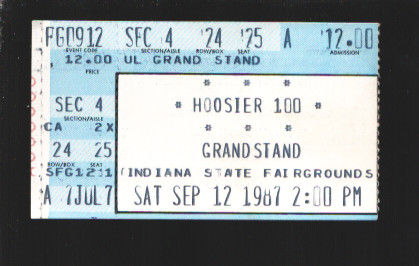 FG0912 SEC 4 24 25 A 12.00
EVENT CODE SECTION/AISLE ROW/BOX SEAT ADMISSION
12.00 UL GRAND STAND
PRICE SECTION/AISLE
SEC 4
CA 2X
24 25
ROW/BOX SEAT
A 7JUL7
* * *
* HOOSIER 100 *
* * *
GRANDSTAND
INDIANA STATE FAIRGROUNDS
SAT SEP 12 1987 2:00 PM